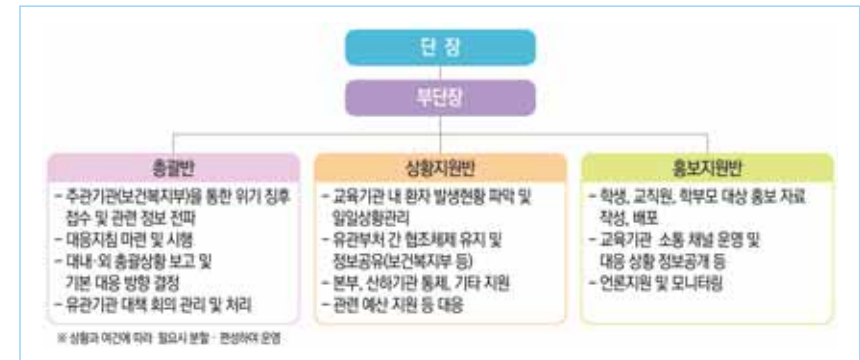 단 장
부단장
총괄반
- 주관기관(보건복지부)을 통한 위기 징후
접수 및 관련 정보 전파
- 대응지침 마련 및 시행
- 대내·외 총괄상황 보고 및
기본 대응 방향 결정
- 유관기관 대책 회의 관리 및 처리
상황지원반
- 교육기관 내 환자 발생현황 파악 및
일일상황관리
- 유관부처 간 협조체제 유지 및
정보공유(보건복지부 등)
- 본부, 산하기관 통제, 기타 지원
- 관련 예산 지원 등 대응
홍보지원반
- 학생, 교직원, 학부모 대상 홍보 자료
작성, 배포
- 교육기관 소통 채널 운영 및
대응 상황 정보공개 등
- 언론지원 및 모니터링
※ 상황과 여건에 따라 필요시 분할·편성하여 운영